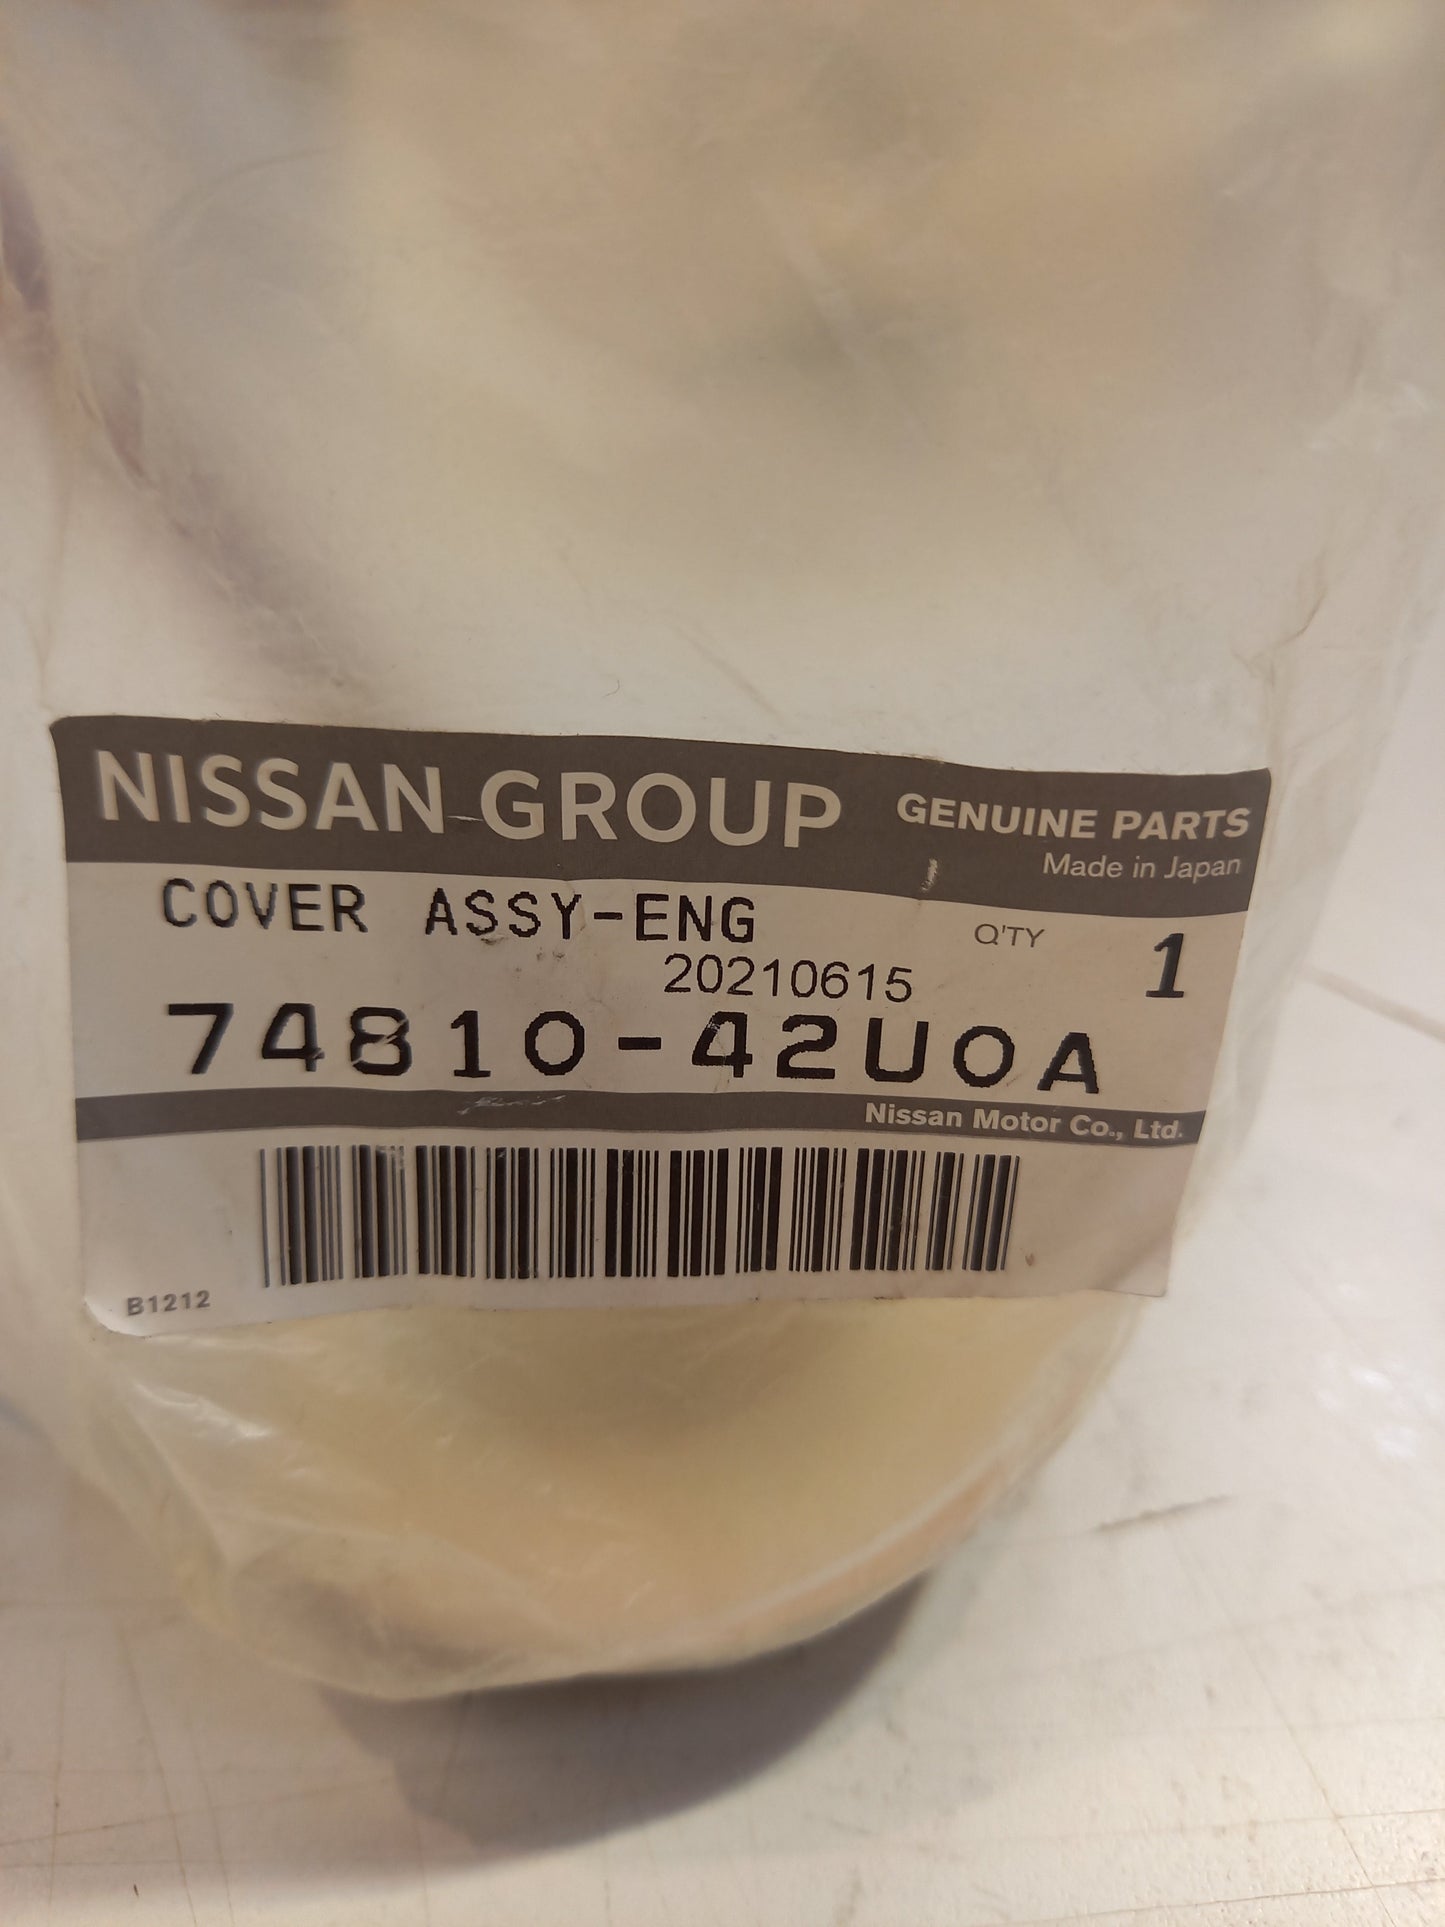 NISSAN GROUP GENUINE PARTS
Made in Japan
COVER ASSY-ENG Q'TY 1
20210615
74810-42U0A
Nissan Motor Co., Ltd.
B1212